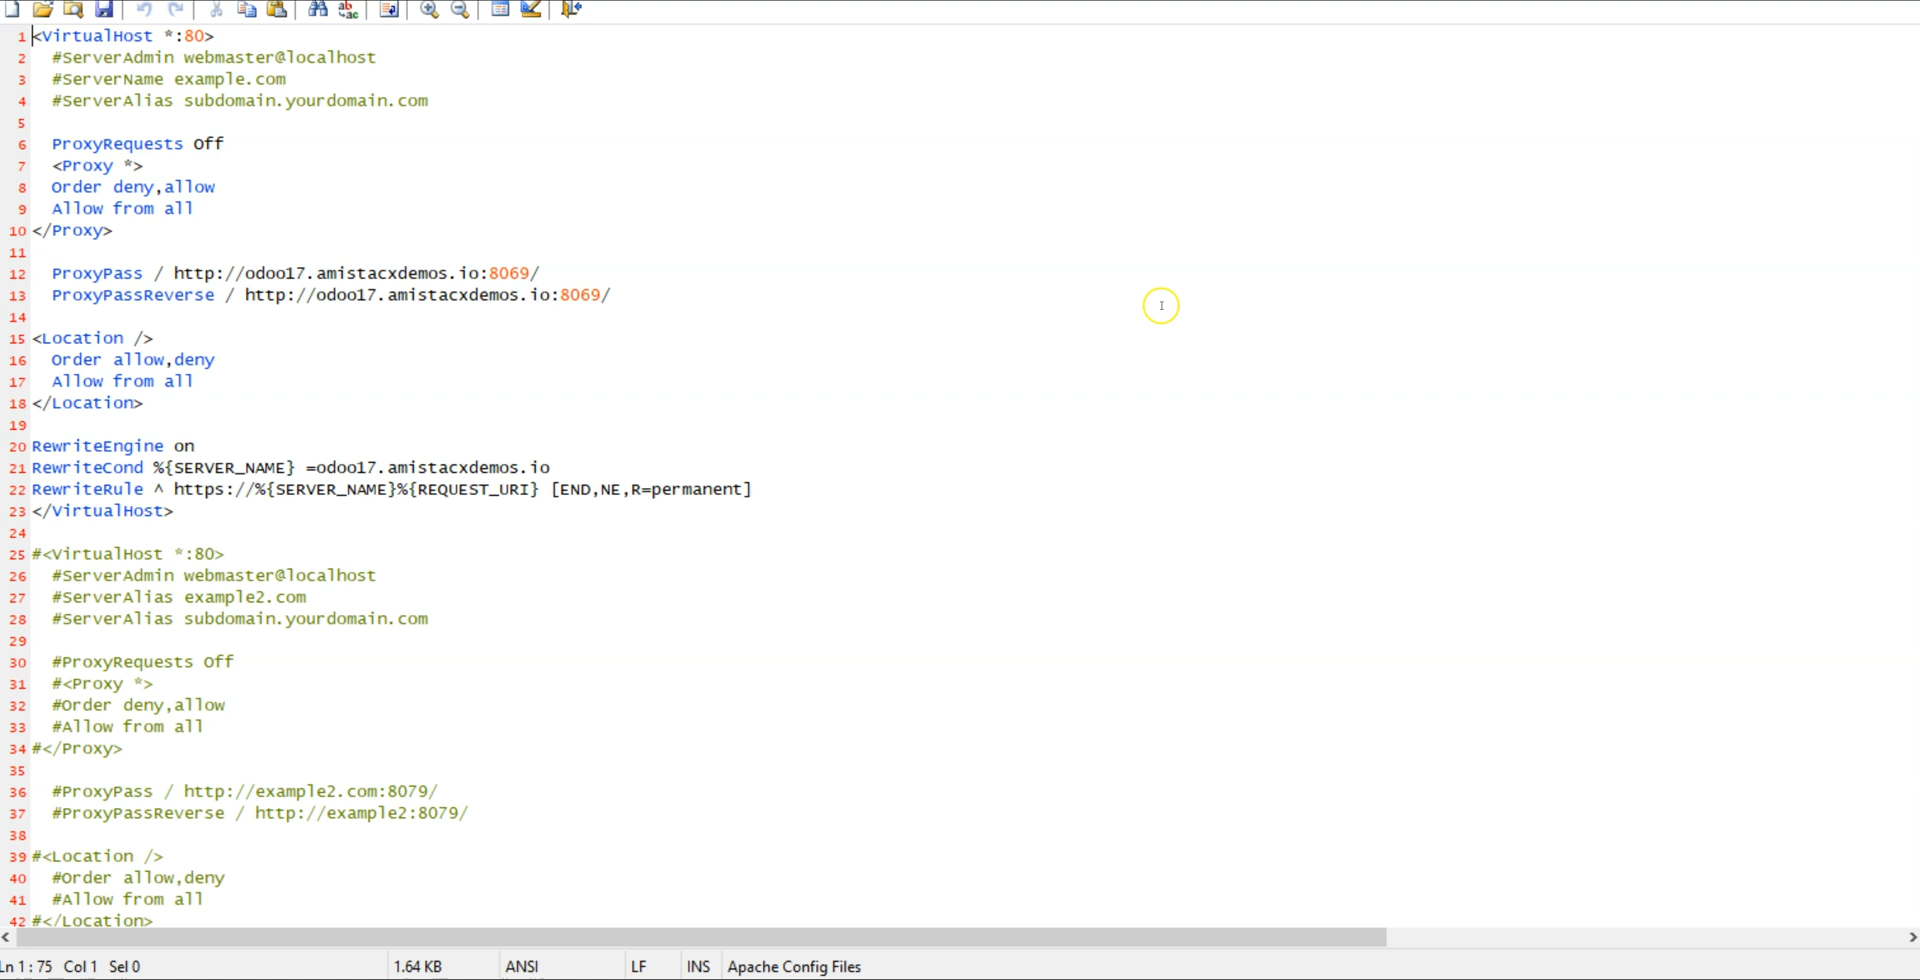 1 <VirtualHost *:80>
2 #ServerAdmin webmaster@localhost
3 #ServerName example.com
4 #ServerAlias subdomain.yourdomain.com
5
6 ProxyRequests Off
7 <Proxy *>
8 Order deny,allow
9 Allow from all
10 </Proxy>
11
12 ProxyPass / http://odoo17.amistacxdemos.io:8069/
13 ProxyPassReverse / http://odoo17.amistacxdemos.io:8069/
14
15 <Location />
16 Order allow,deny
17 Allow from all
18 </Location>
19
20 RewriteEngine on
21 RewriteCond %{SERVER_NAME} =odoo17.amistacxdemos.io
22 RewriteRule ^ https://%{SERVER_NAME}%{REQUEST_URI} [END,NE,R=permanent]
23 </VirtualHost>
24
25 #<VirtualHost *:80>
26 #ServerAdmin webmaster@localhost
27 #ServerAlias example2.com
28 #ServerAlias subdomain.yourdomain.com
29
30 #ProxyRequests Off
31 #<Proxy *>
32 #Order deny,allow
33 #Allow from all
34 #</Proxy>
35
36 #ProxyPass / http://example2.com:8079/
37 #ProxyPassReverse / http://example2:8079/
38
39 #<Location />
40 #Order allow,deny
41 #Allow from all
42 #</Location>
Ln 1 : 75 Col 1 Sel 0 1.64 KB ANSI LF INS Apache Config Files